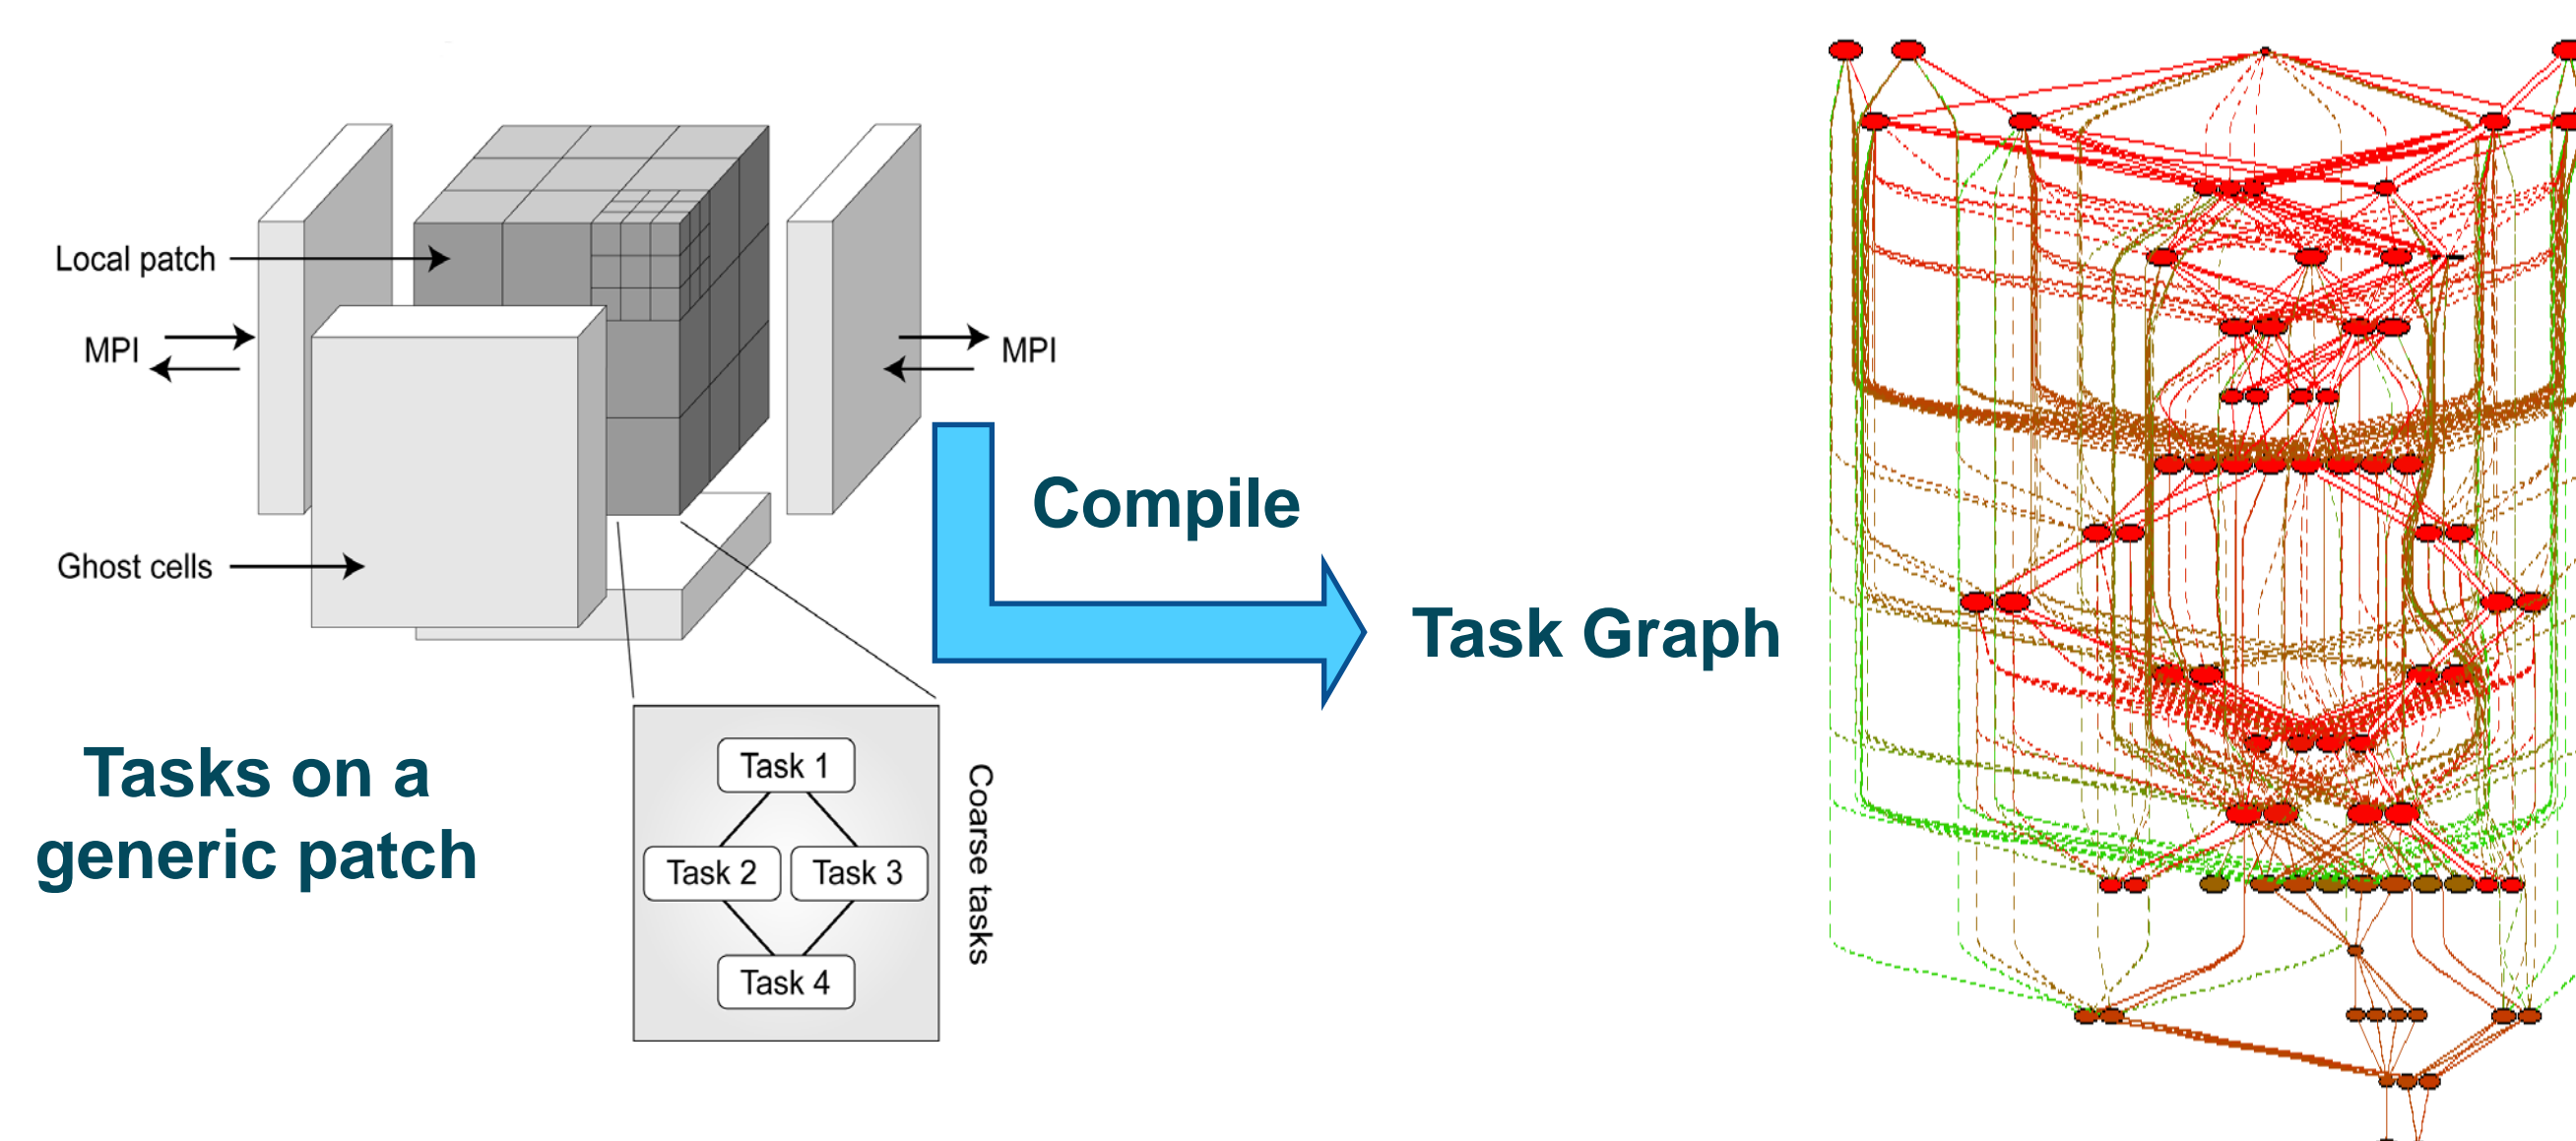 Local patch
MPI
MPI
Ghost cells
Compile
Task Graph
Tasks on a
generic patch
Task 1
Task 2
Task 3
Task 4
Coarse tasks